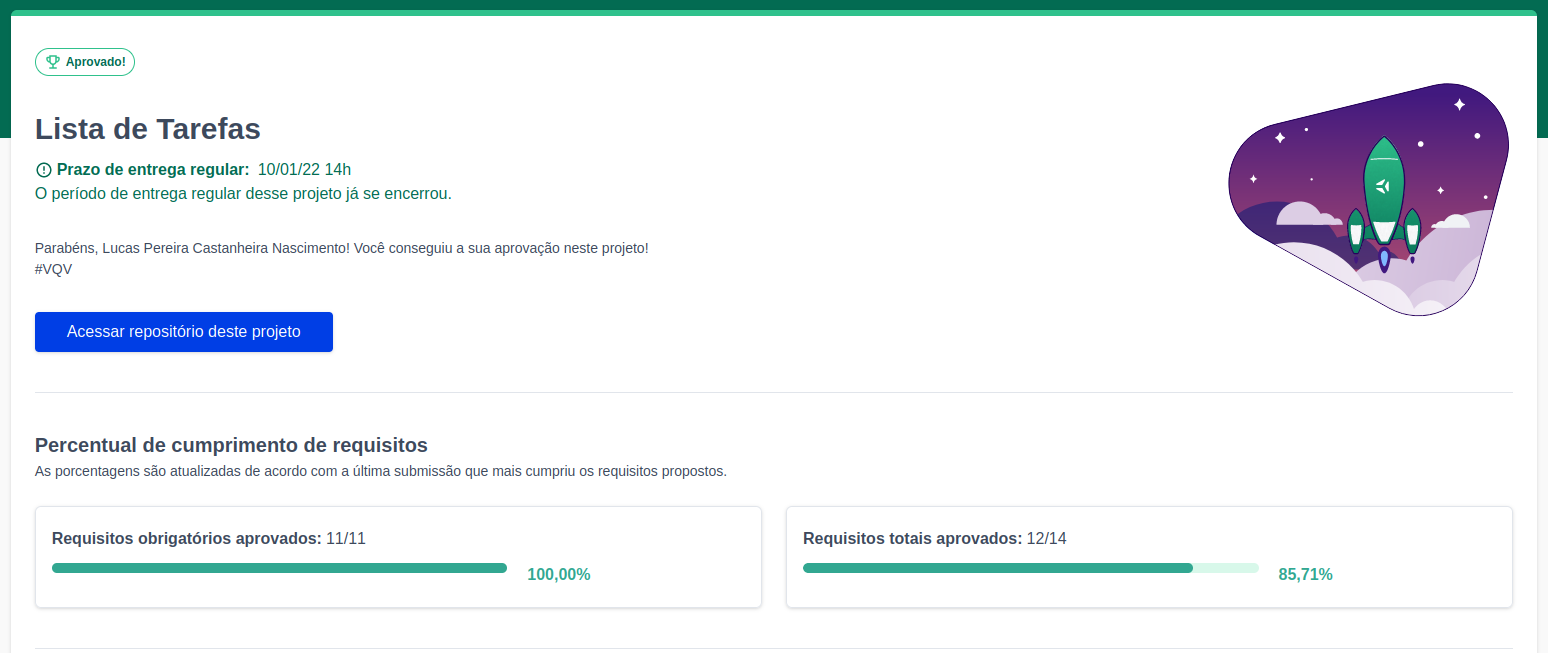 Aprovado!
Lista de Tarefas
Prazo de entrega regular: 10/01/22 14h
O período de entrega regular desse projeto já se encerrou.
Parabéns, Lucas Pereira Castanheira Nascimento! Você conseguiu a sua aprovação neste projeto!
#VQV
Acessar repositório deste projeto
Percentual de cumprimento de requisitos
As porcentagens são atualizadas de acordo com a última submissão que mais cumpriu os requisitos propostos.
Requisitos obrigatórios aprovados: 11/11
100,00%
Requisitos totais aprovados: 12/14
85,71%